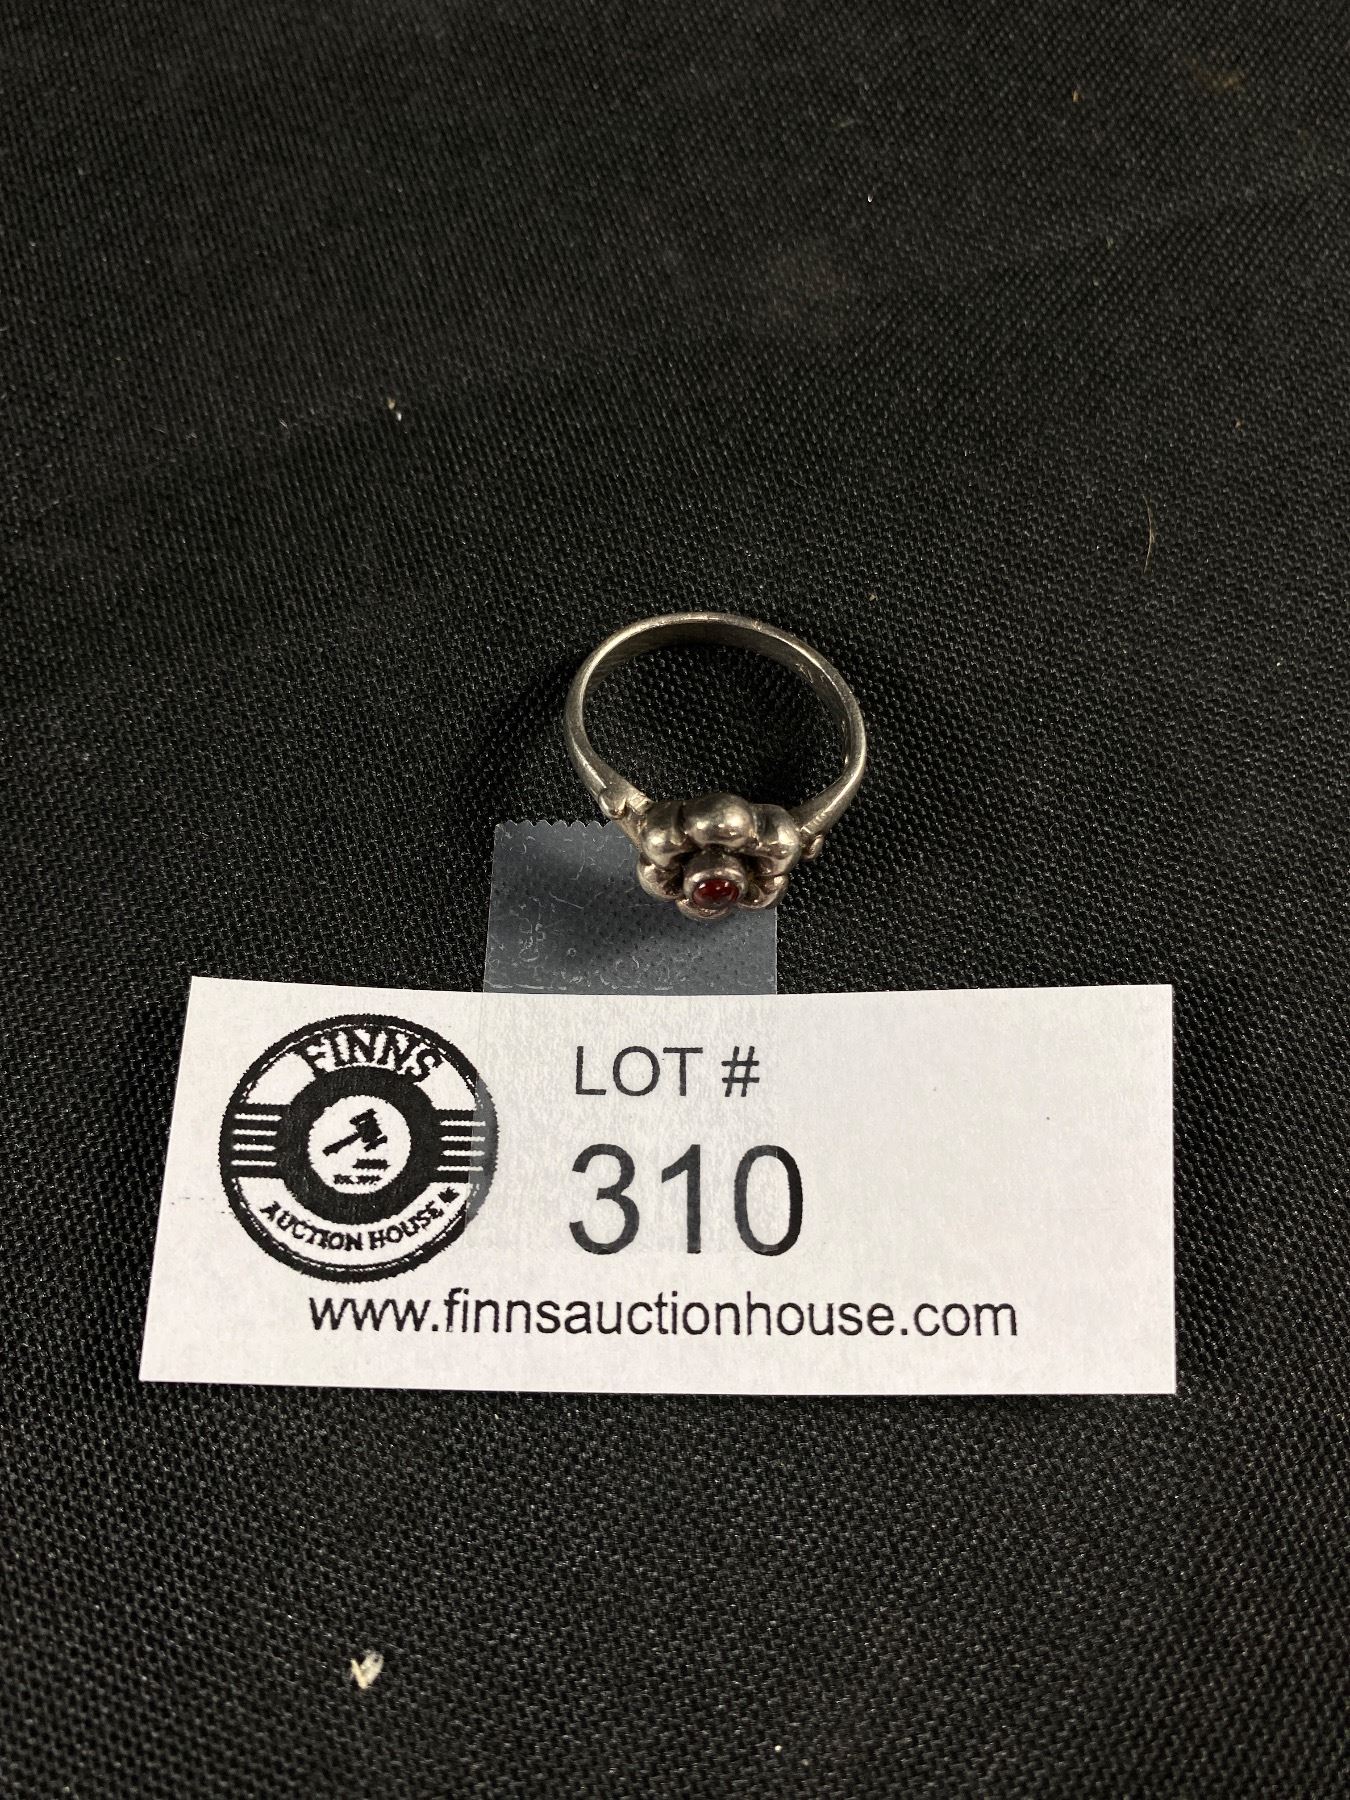 FINNS
AUCTION HOUSE
LOT #
310
www.finnsauctionhouse.com